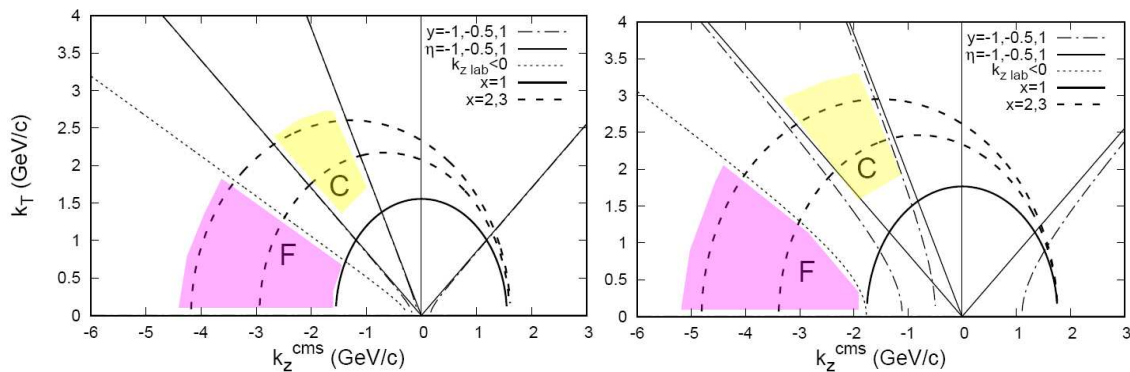 4
3.5
3
2.5
2
1.5
1
0.5
0
k_T (GeV/c)
-6 -5 -4 -3 -2 -1 0 1 2 3
k_z^cms (GeV/c)
y=-1,-0.5,1
η=-1,-0.5,1
k_z lab<0
x=1
x=2,3
C
F
4
3.5
3
2.5
2
1.5
1
0.5
0
-6 -5 -4 -3 -2 -1 0 1 2 3
k_z^cms (GeV/c)
y=-1,-0.5,1
η=-1,-0.5,1
k_z lab<0
x=1
x=2,3
C
F